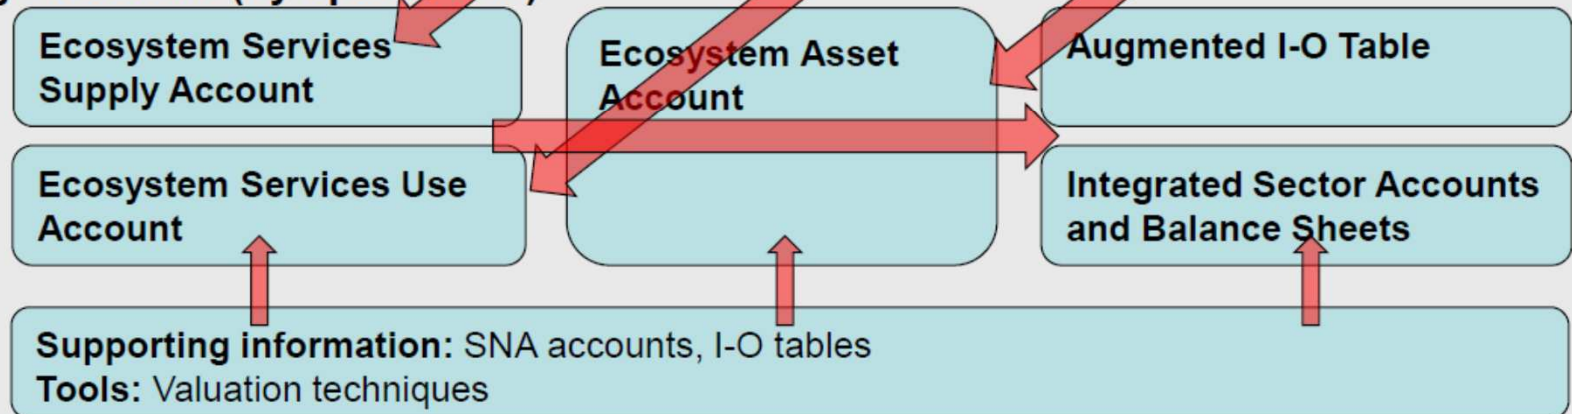 Ecosystem Services
Supply Account
Ecosystem Asset
Account
Augmented I-O Table
Ecosystem Services Use
Account
Integrated Sector Accounts
and Balance Sheets
Supporting information: SNA accounts, I-O tables
Tools: Valuation techniques